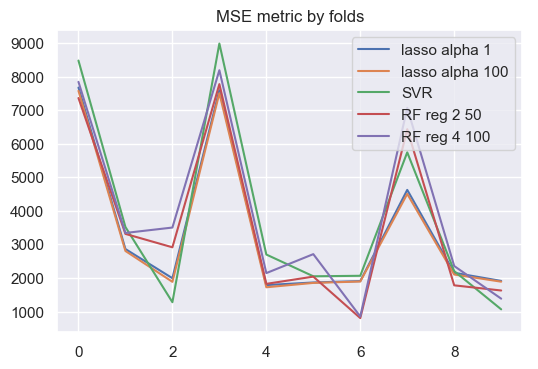 MSE metric by folds
9000
8000
7000
6000
5000
4000
3000
2000
1000
0 2 4 6 8
lasso alpha 1
lasso alpha 100
SVR
RF reg 2 50
RF reg 4 100